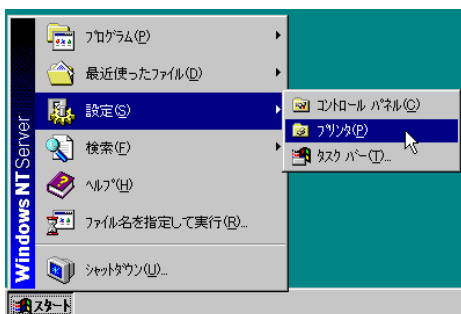 ﾌﾟﾛｸﾞﾗﾑ(P)
最近使ったﾌｧｲﾙ(D)
設定(S)
検索(F)
ﾍﾙﾌﾟ(H)
ﾌｧｲﾙ名を指定して実行(R)...
ｼｬｯﾄﾀﾞｳﾝ(U)...
ｺﾝﾄﾛｰﾙ ﾊﾟﾈﾙ(C)
ﾌﾟﾘﾝﾀ(P)
ﾀｽｸ ﾊﾞｰ(T)...
Windows NT Server
スタート